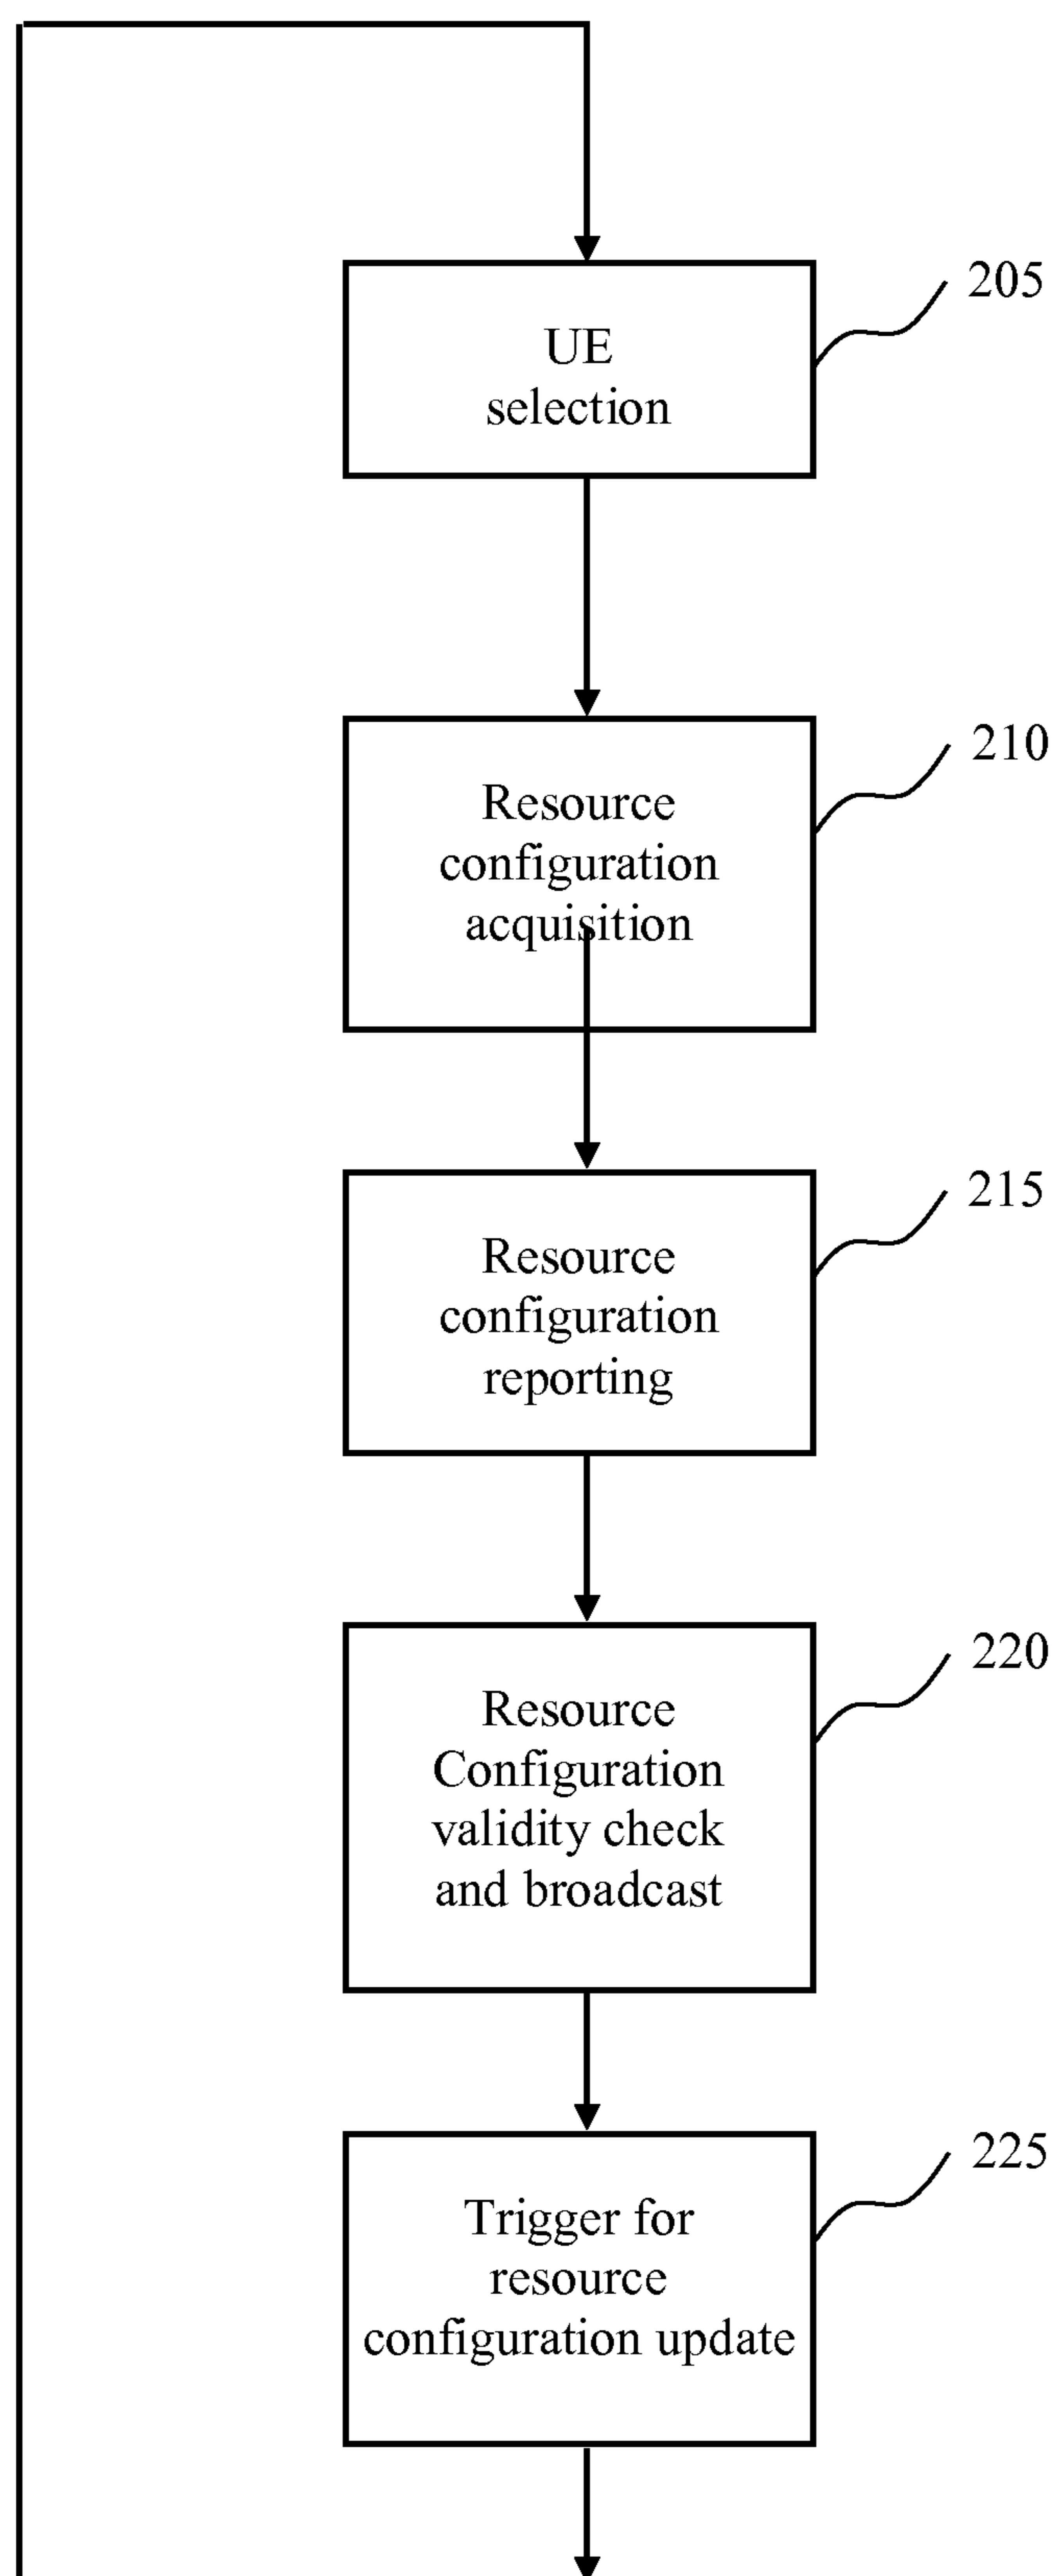 205
UE
selection
210
Resource
configuration
acquisition
215
Resource
configuration
reporting
220
Resource
Configuration
validity check
and broadcast
225
Trigger for
resource
configuration update